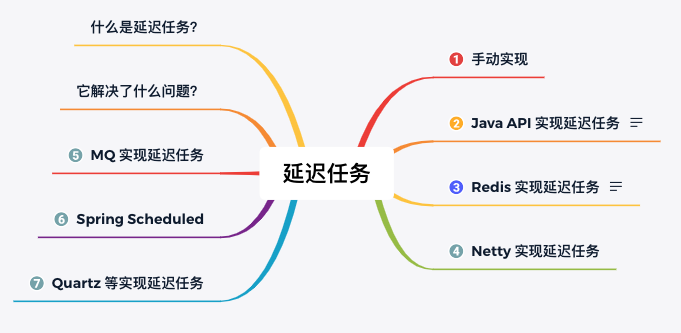 什么是延迟任务?
它解决了什么问题?
5 MQ 实现延迟任务
6 Spring Scheduled
7 Quartz 等实现延迟任务
延迟任务
1 手动实现
2 Java API 实现延迟任务
3 Redis 实现延迟任务
4 Netty 实现延迟任务